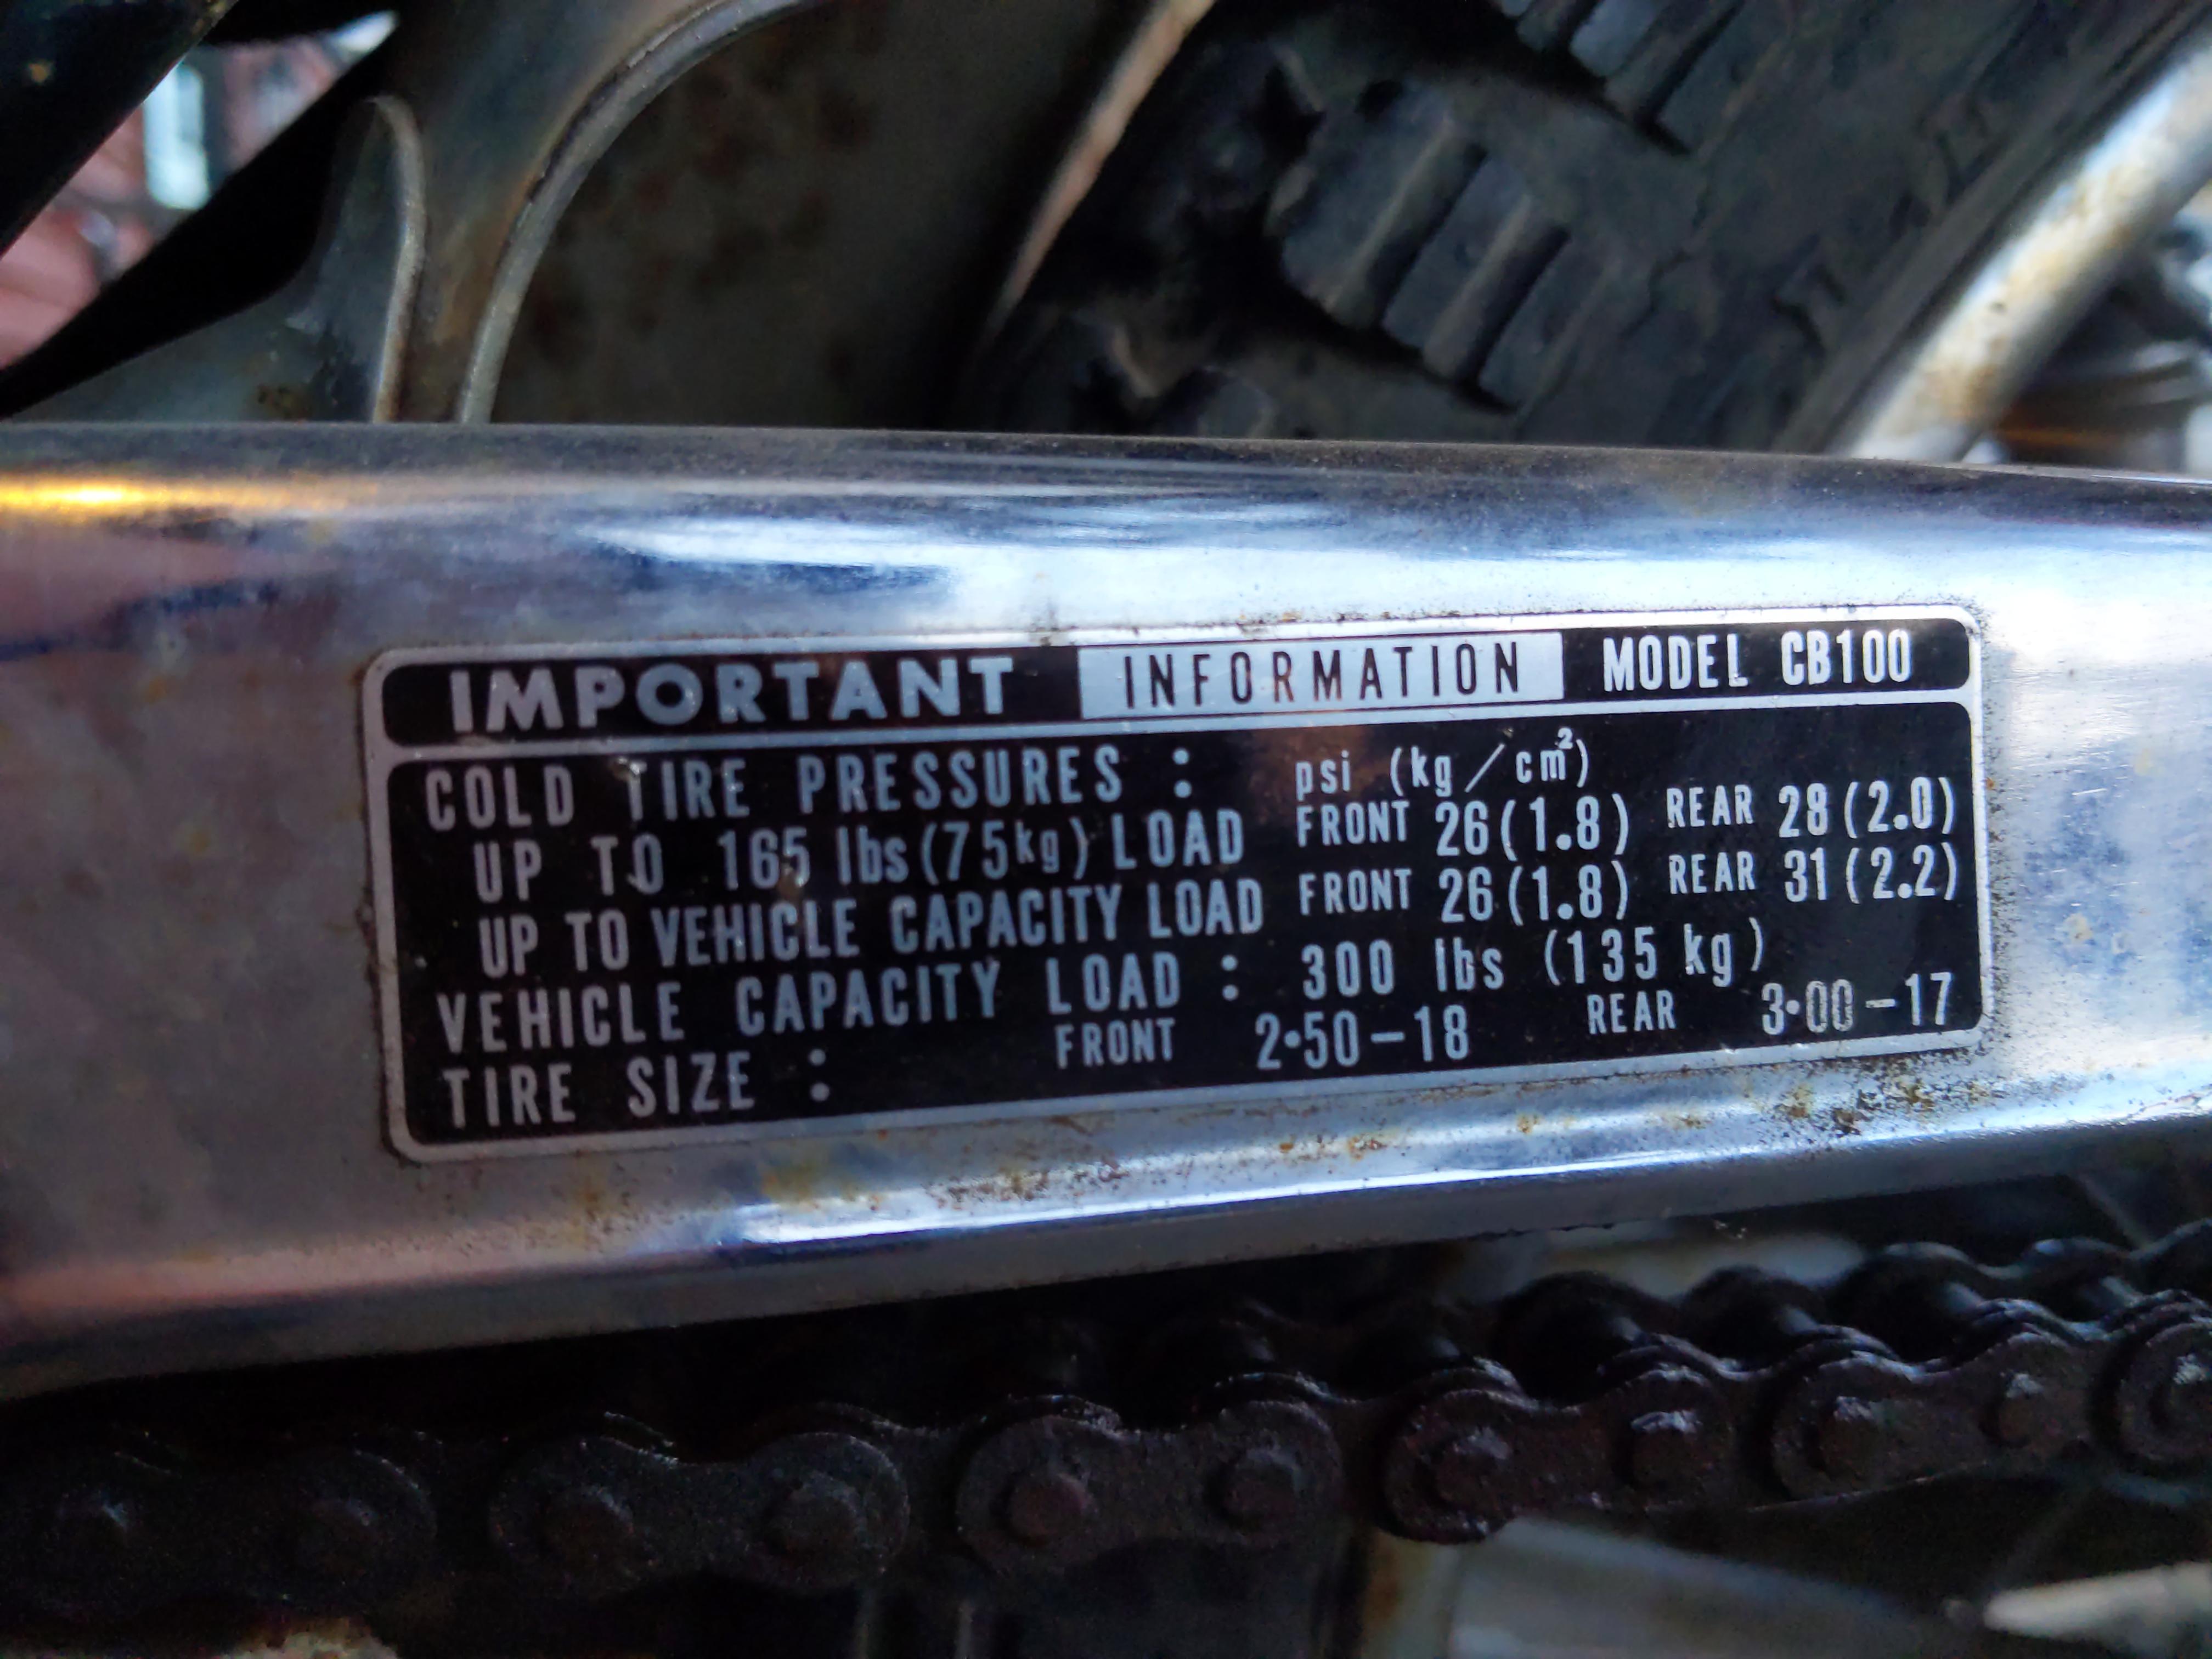 IMPORTANT INFORMATION MODEL CB100
COLD TIRE PRESSURES : psi (kg/cm²)
UP TO 165 lbs(75kg) LOAD FRONT 26(1.8) REAR 28(2.0)
UP TO VEHICLE CAPACITY LOAD FRONT 26(1.8) REAR 31(2.2)
VEHICLE CAPACITY LOAD : 300 lbs (135 kg)
TIRE SIZE : FRONT 2•50-18 REAR 3•00-17